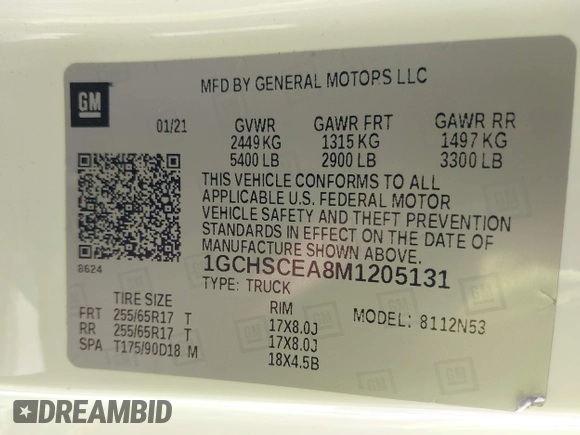 GM
MFD BY GENERAL MOTORS LLC
01/21 GVWR GAWR FRT GAWR RR
2449 KG 1315 KG 1497 KG
5400 LB 2900 LB 3300 LB
THIS VEHICLE CONFORMS TO ALL
APPLICABLE U.S. FEDERAL MOTOR
VEHICLE SAFETY AND THEFT PREVENTION
STANDARDS IN EFFECT ON THE DATE OF
MANUFACTURE SHOWN ABOVE.
8624
1GCHSCEA8M1205131
TYPE: TRUCK
TIRE SIZE RIM MODEL: 8112N53
FRT 255/65R17 T 17X8.0J
RR 255/65R17 T 17X8.0J
SPA T175/90D18 M 18X4.5B
DREAMBID